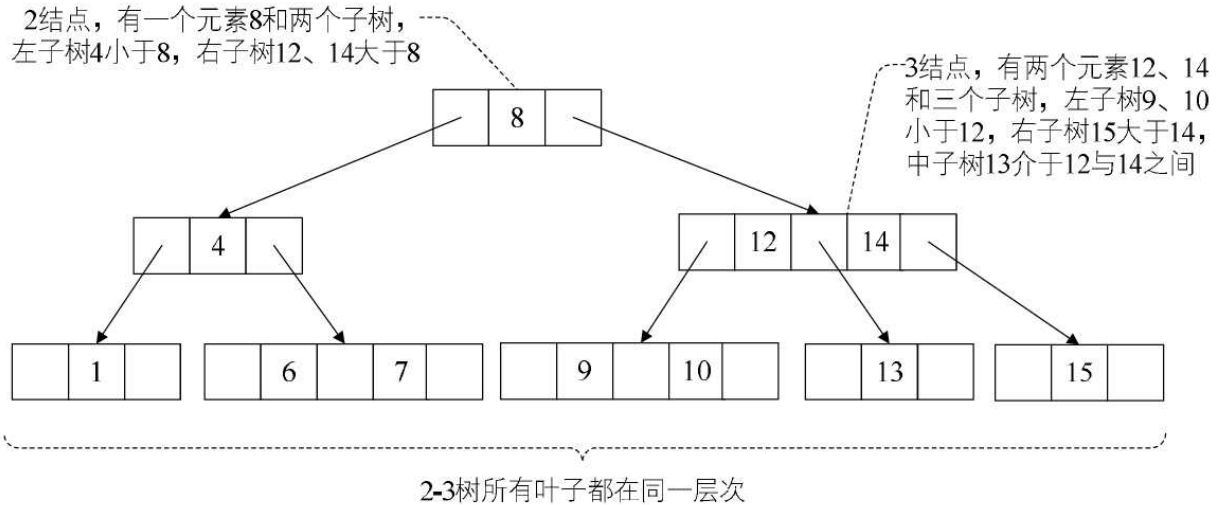 2结点，有一个元素8和两个子树，
左子树4小于8，右子树12、14大于8
3结点，有两个元素12、14
和三个子树，左子树9、10
小于12，右子树15大于14，
中子树13介于12与14之间
8
4
12 14
1
6 7
9 10
13
15
2-3树所有叶子都在同一层次